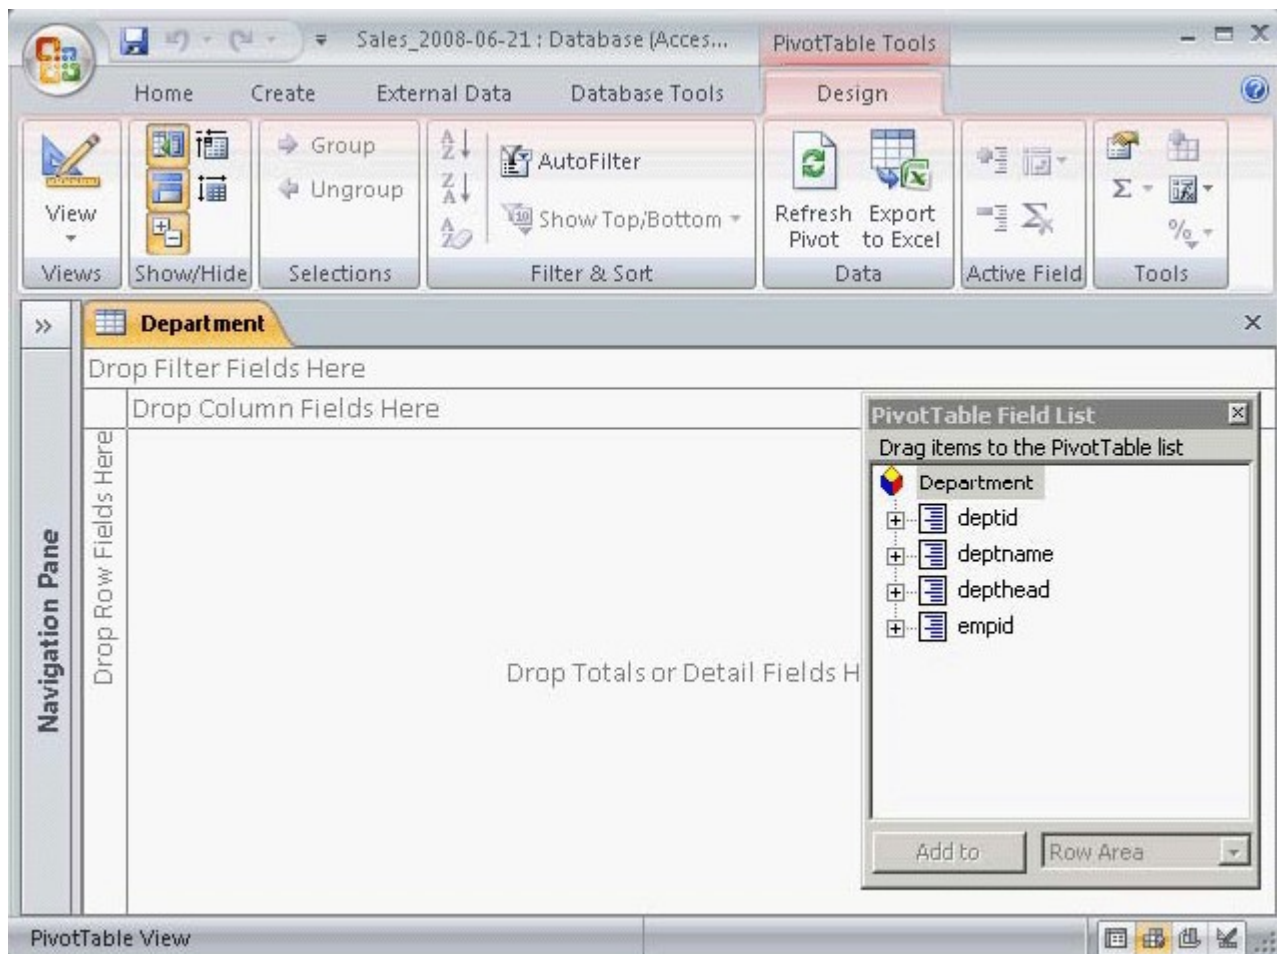 Sales_2008-06-21 : Database (Acces...
PivotTable Tools
Home Create External Data Database Tools Design
View
Group
Ungroup
AutoFilter
Show Top/Bottom
Refresh Pivot
Export to Excel
Views Show/Hide Selections Filter & Sort Data Active Field Tools
Department
Drop Filter Fields Here
Drop Column Fields Here
Drop Row Fields Here
Navigation Pane
Drop Totals or Detail Fields H
PivotTable Field List
Drag items to the PivotTable list
Department
deptid
deptname
depthead
empid
Add to Row Area
PivotTable View